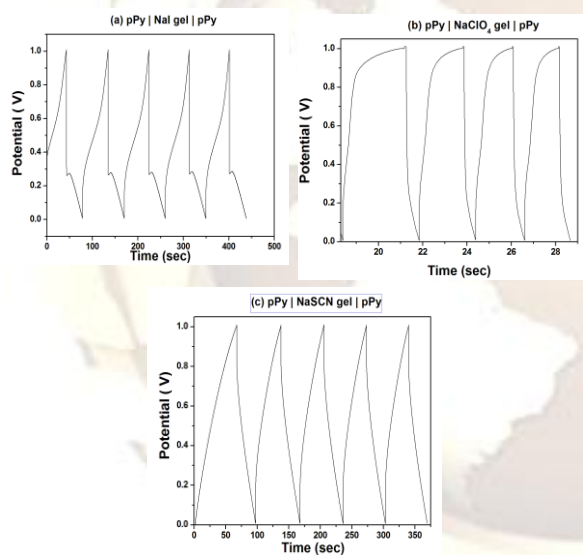 (a) pPy | NaI gel | pPy
Potential ( V)
1.0
0.8
0.6
0.4
0.2
0.0
0 100 200 300 400 500
Time (sec)
(b) pPy | NaClO₄ gel | pPy
Potential ( V)
1.0
0.8
0.6
0.4
0.2
0.0
20 22 24 26 28
Time (sec)
(c) pPy | NaSCN gel | pPy
Potential ( V)
1.0
0.8
0.6
0.4
0.2
0.0
0 50 100 150 200 250 300 350
Time (sec)